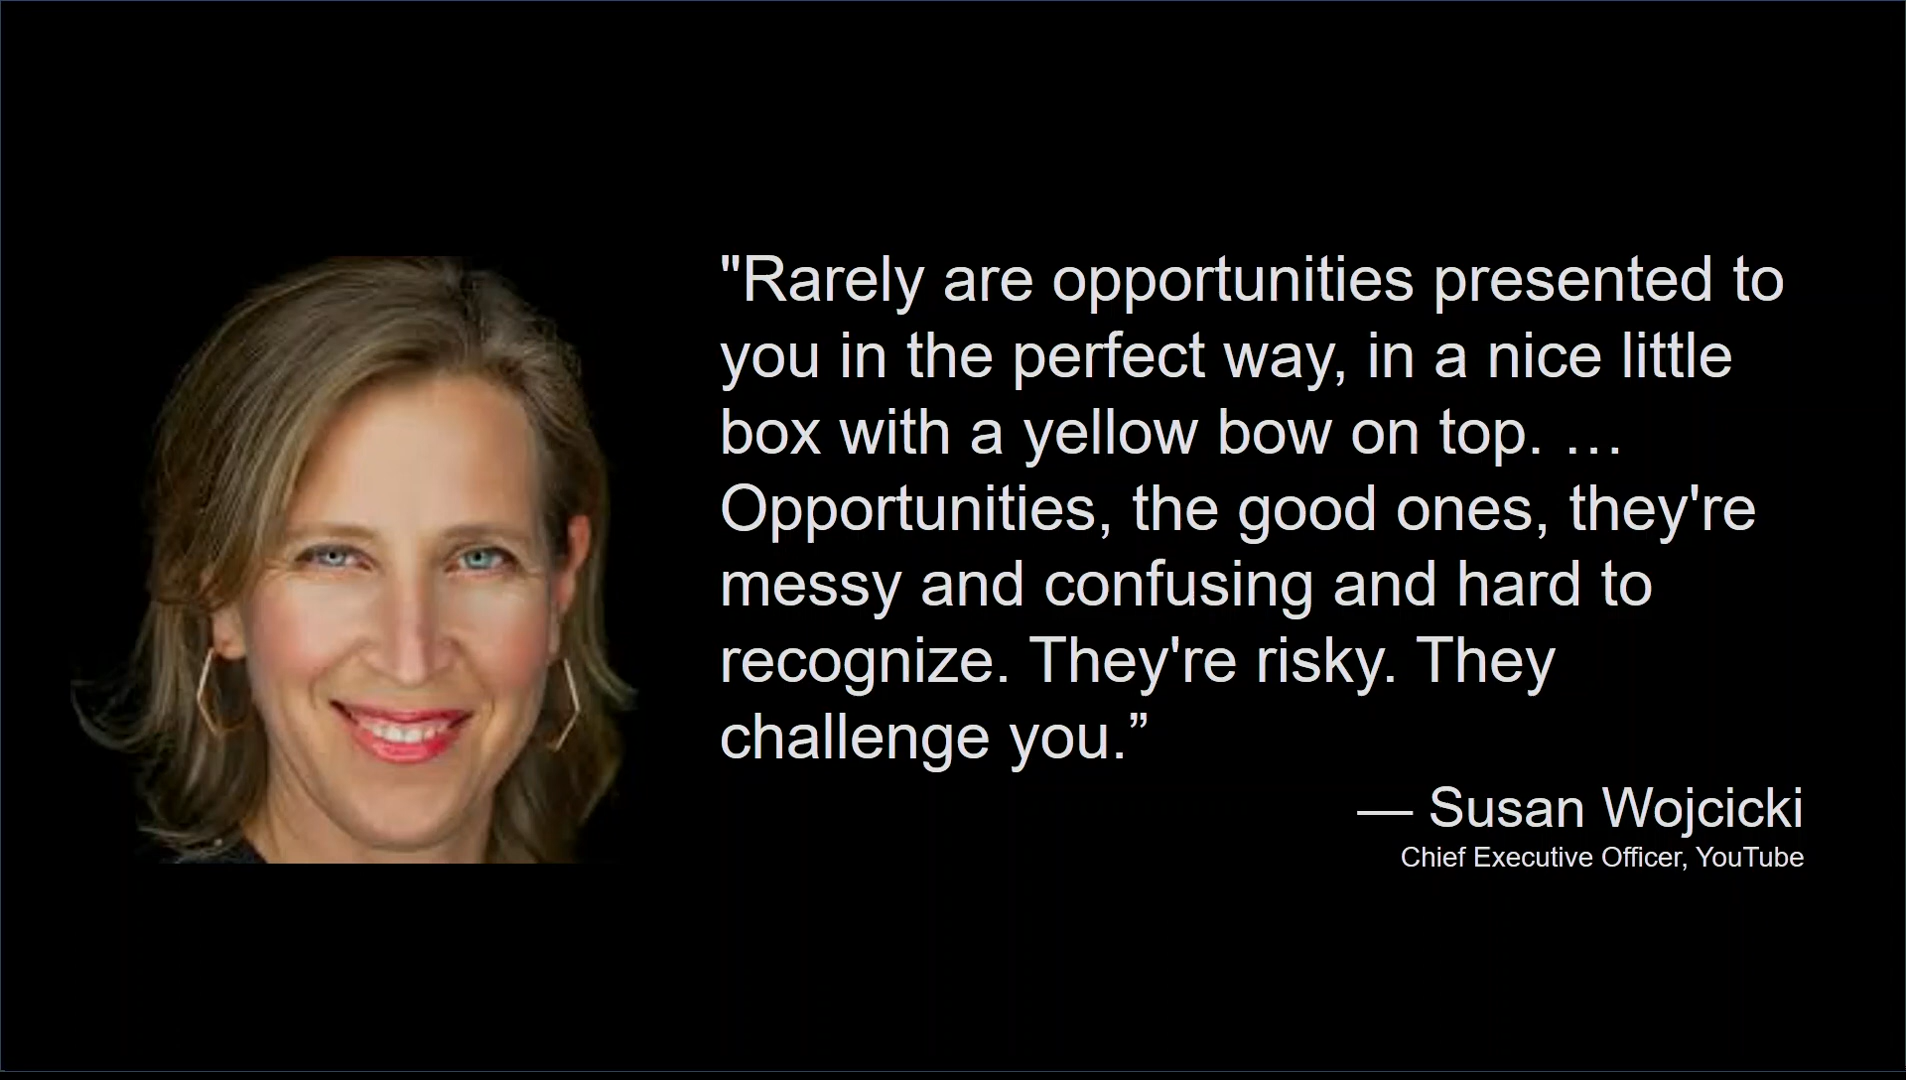 "Rarely are opportunities presented to
you in the perfect way, in a nice little
box with a yellow bow on top. …
Opportunities, the good ones, they're
messy and confusing and hard to
recognize. They're risky. They
challenge you.”
— Susan Wojcicki
Chief Executive Officer, YouTube